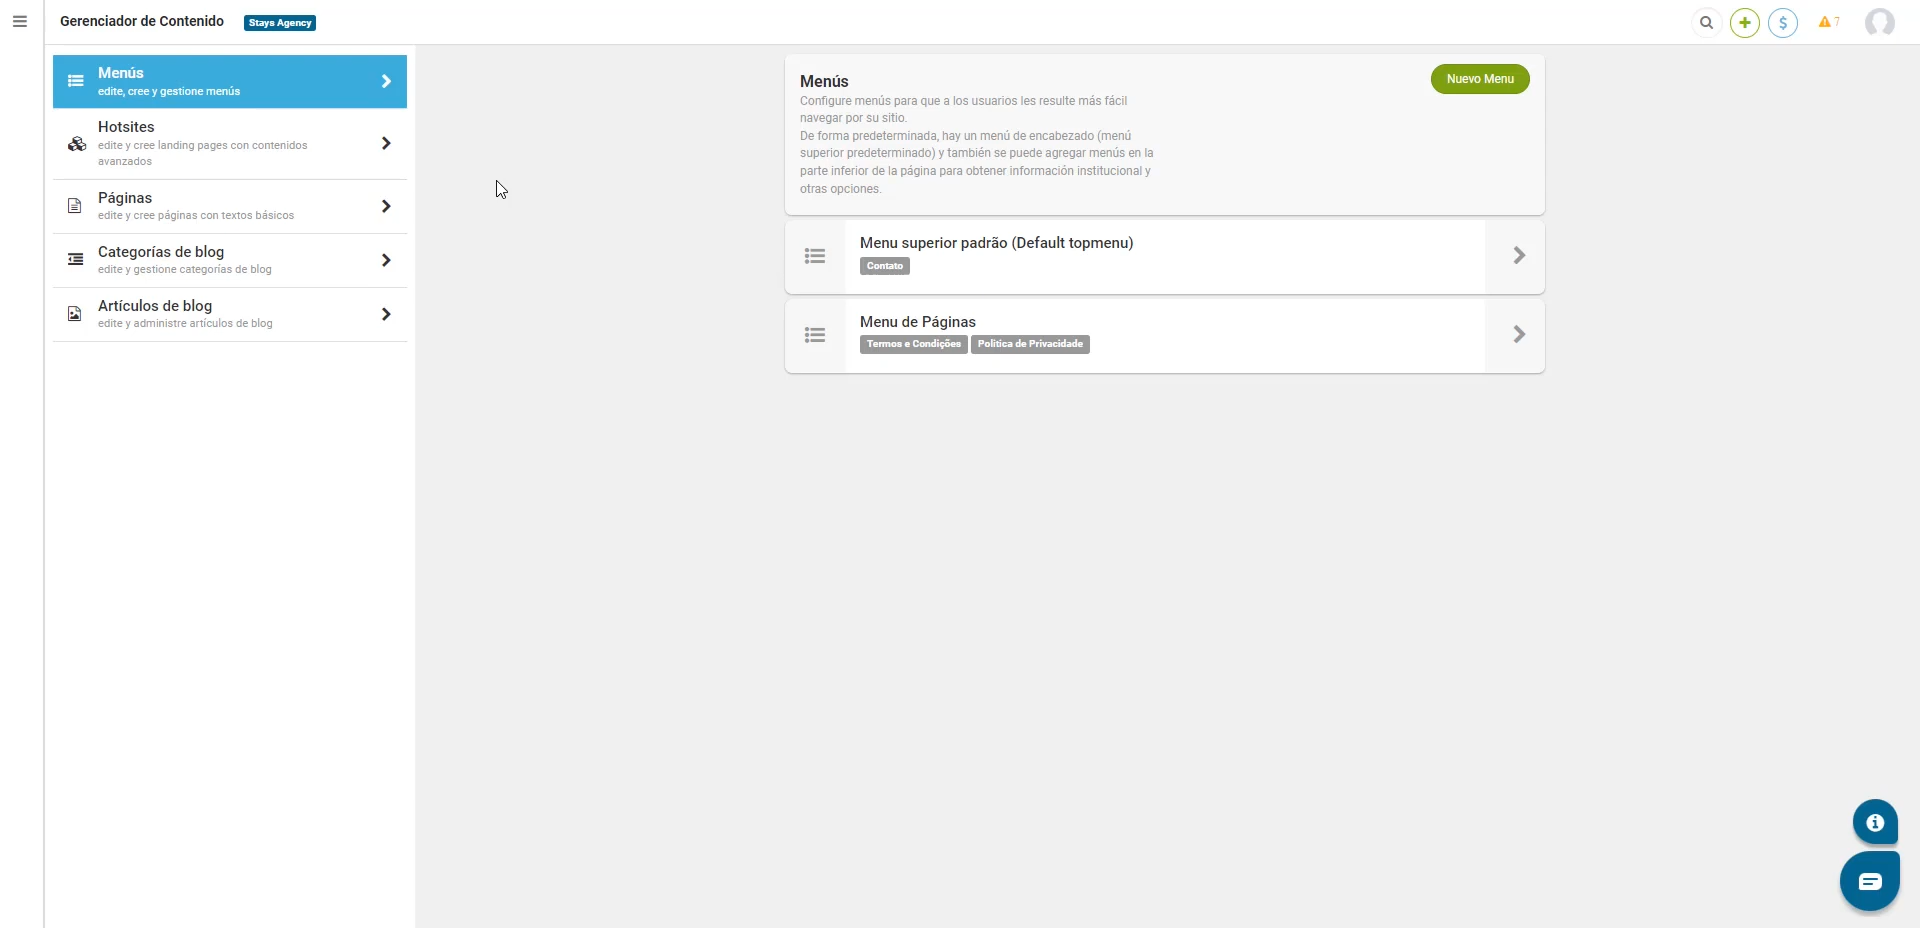 Gerenciador de Contenido
Stays Agency
7
Menús
edite, cree y gestione menús
Hotsites
edite y cree landing pages con contenidos
avanzados
Páginas
edite y cree páginas con textos básicos
Categorías de blog
edite y gestione categorías de blog
Artículos de blog
edite y administre artículos de blog
Menús
Nuevo Menu
Configure menús para que a los usuarios les resulte más fácil
navegar por su sitio.
De forma predeterminada, hay un menú de encabezado (menú
superior predeterminado) y también se puede agregar menús en la
parte inferior de la página para obtener información institucional y
otras opciones.
Menu superior padrão (Default topmenu)
Contato
Menu de Páginas
Termos e Condições Política de Privacidade